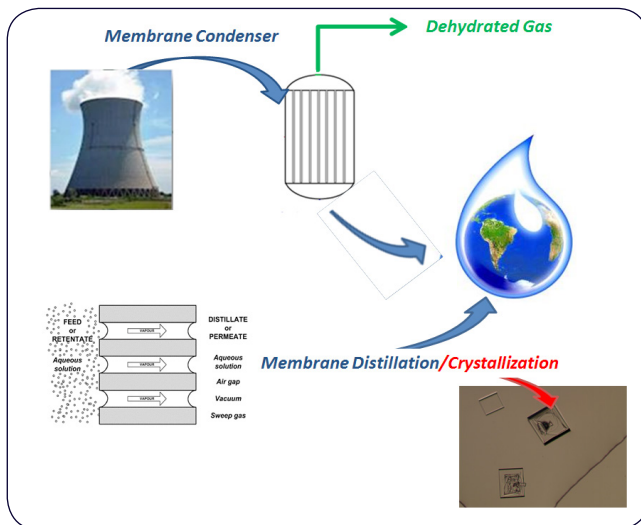 Membrane Condenser
Dehydrated Gas
FEED
or
RETENTATE
Aqueous
solution
VAPOUR
VAPOUR
VAPOUR
DISTILLATE
or
PERMEATE
Aqueous
solution
Air gap
Vacuum
Sweep gas
Membrane Distillation/Crystallization